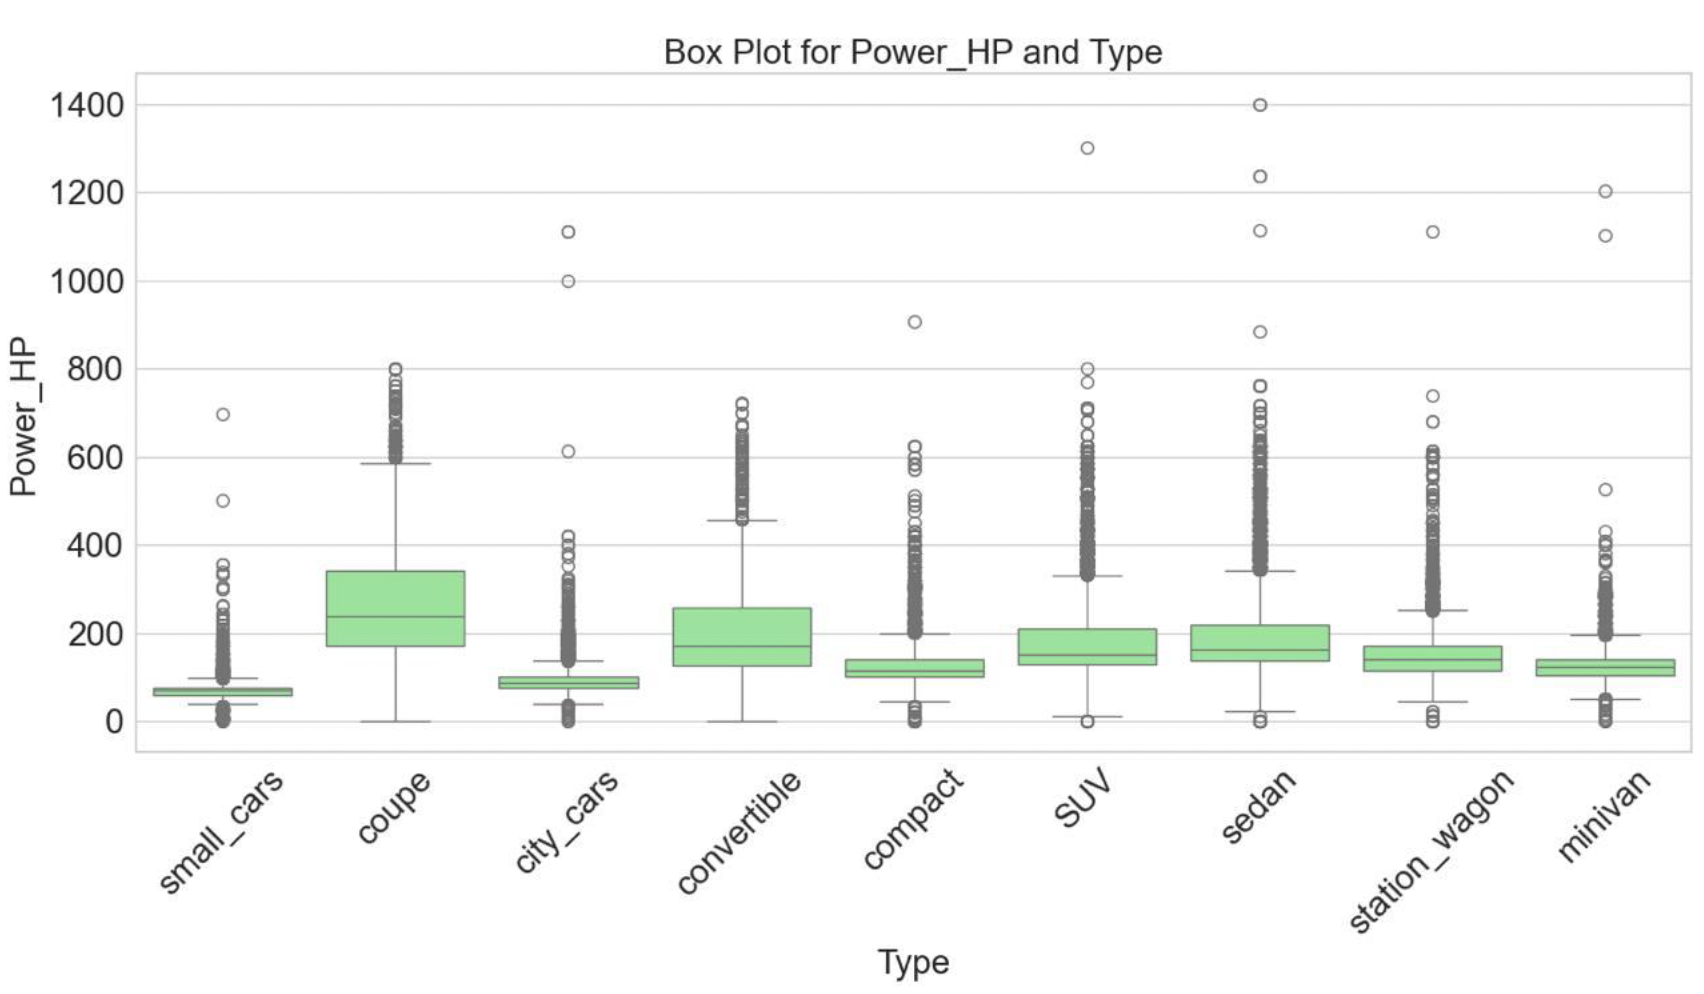 Box Plot for Power_HP and Type
Power_HP
1400
1200
1000
800
600
400
200
0
small_cars
coupe
city_cars
convertible
compact
SUV
sedan
station_wagon
minivan
Type